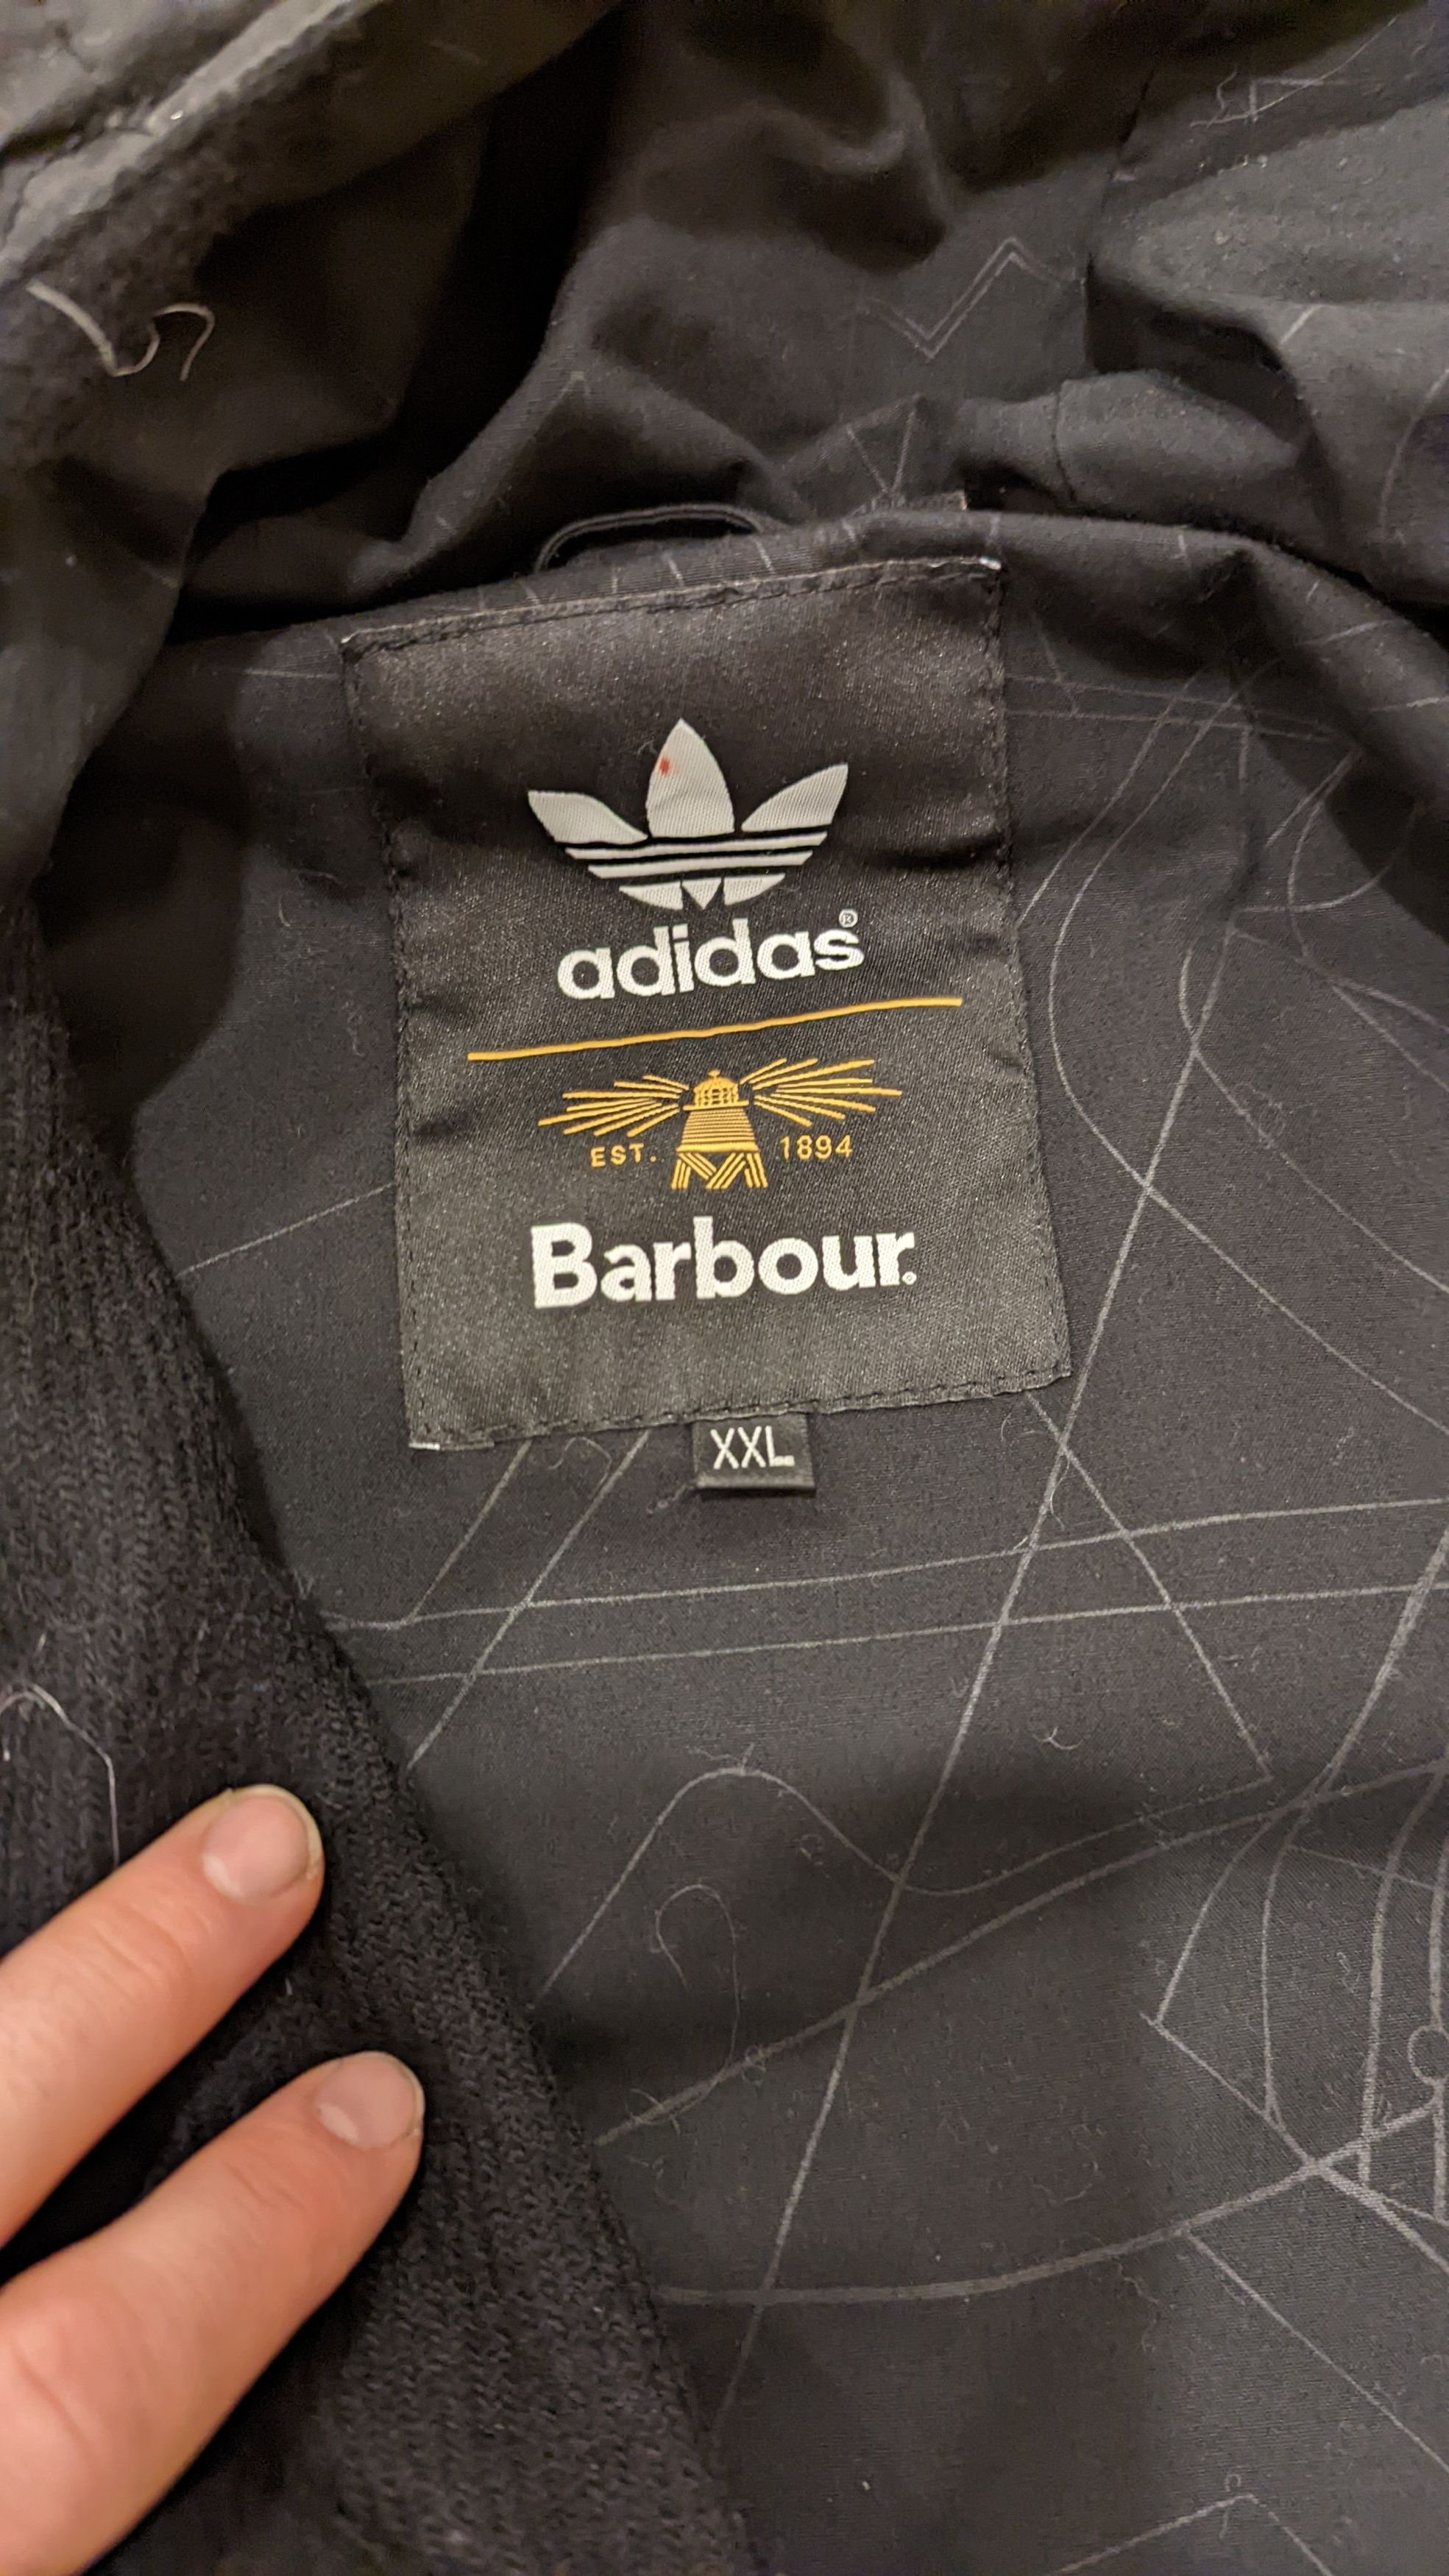 adidas®
EST. 1894
Barbour.
XXL